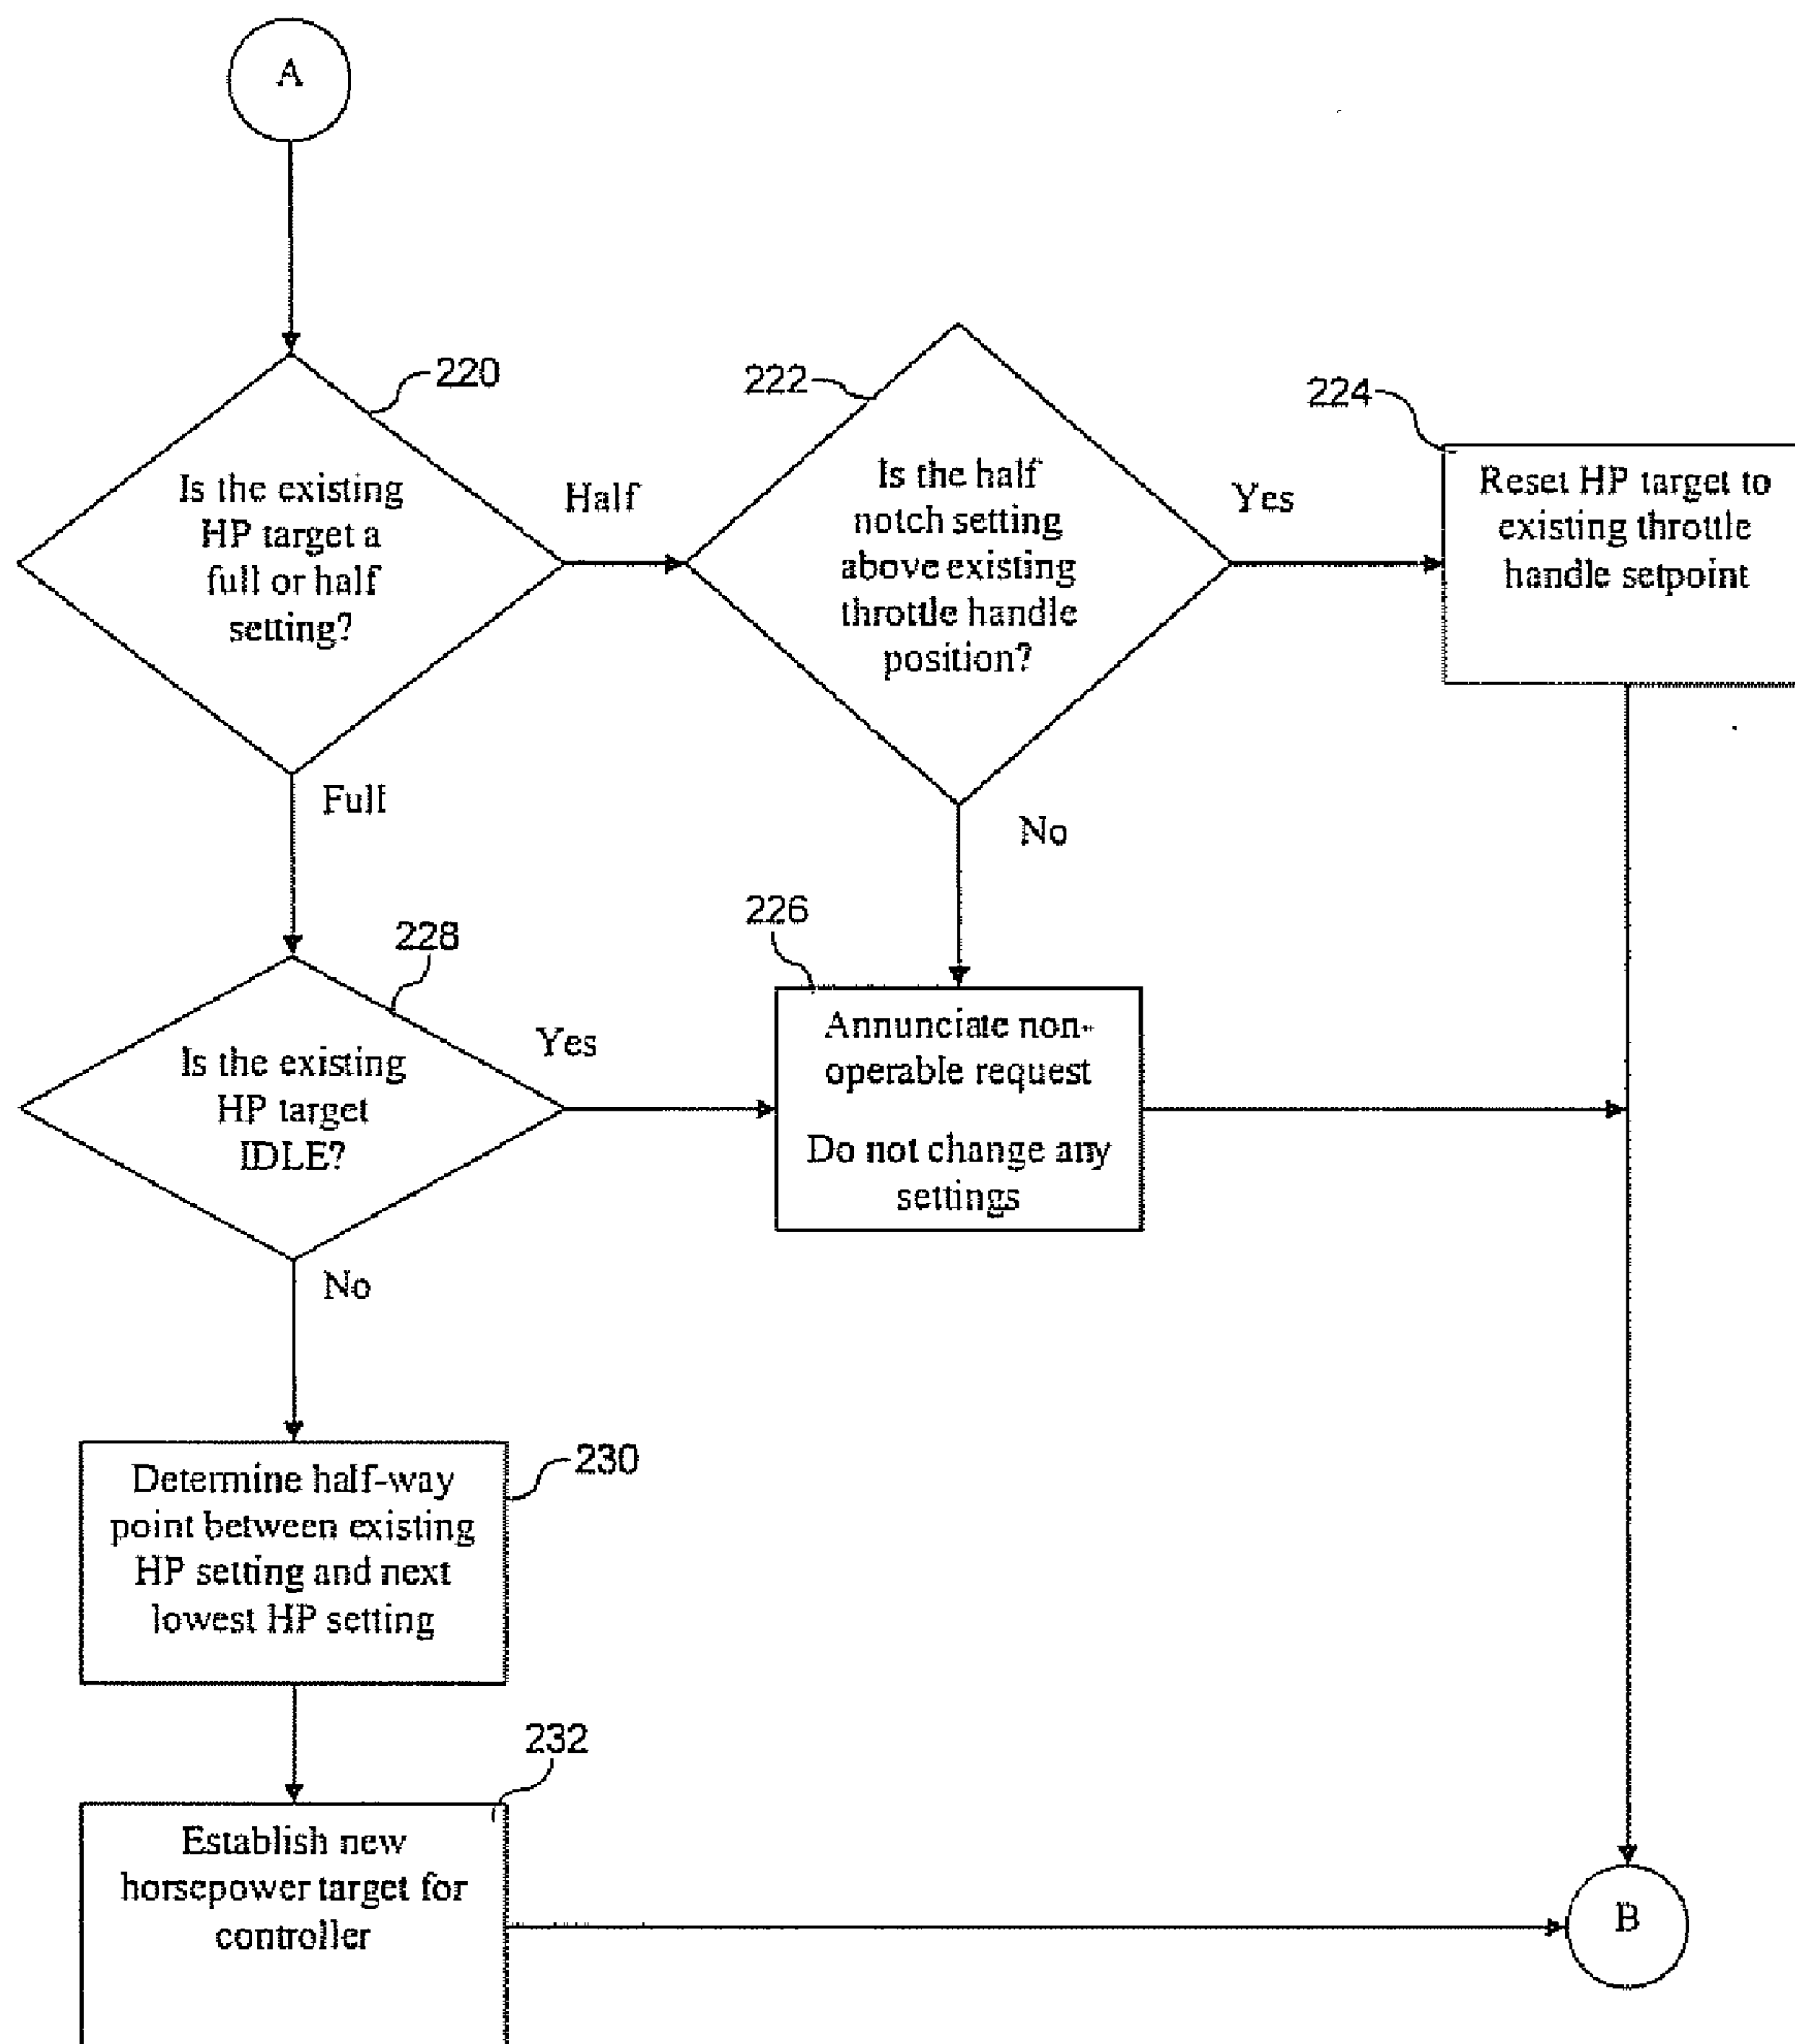 A
220
Is the existing
HP target a
full or half
setting?
Half
222
Is the half
notch setting
above existing
throttle handle
position?
Yes
224
Reset HP target to
existing throttle
handle setpoint
Full
No
228
Is the existing
HP target
IDLE?
Yes
226
Annunciate non-
operable request
Do not change any
settings
No
230
Determine half-way
point between existing
HP setting and next
lowest HP setting
232
Establish new
horsepower target for
controller
B